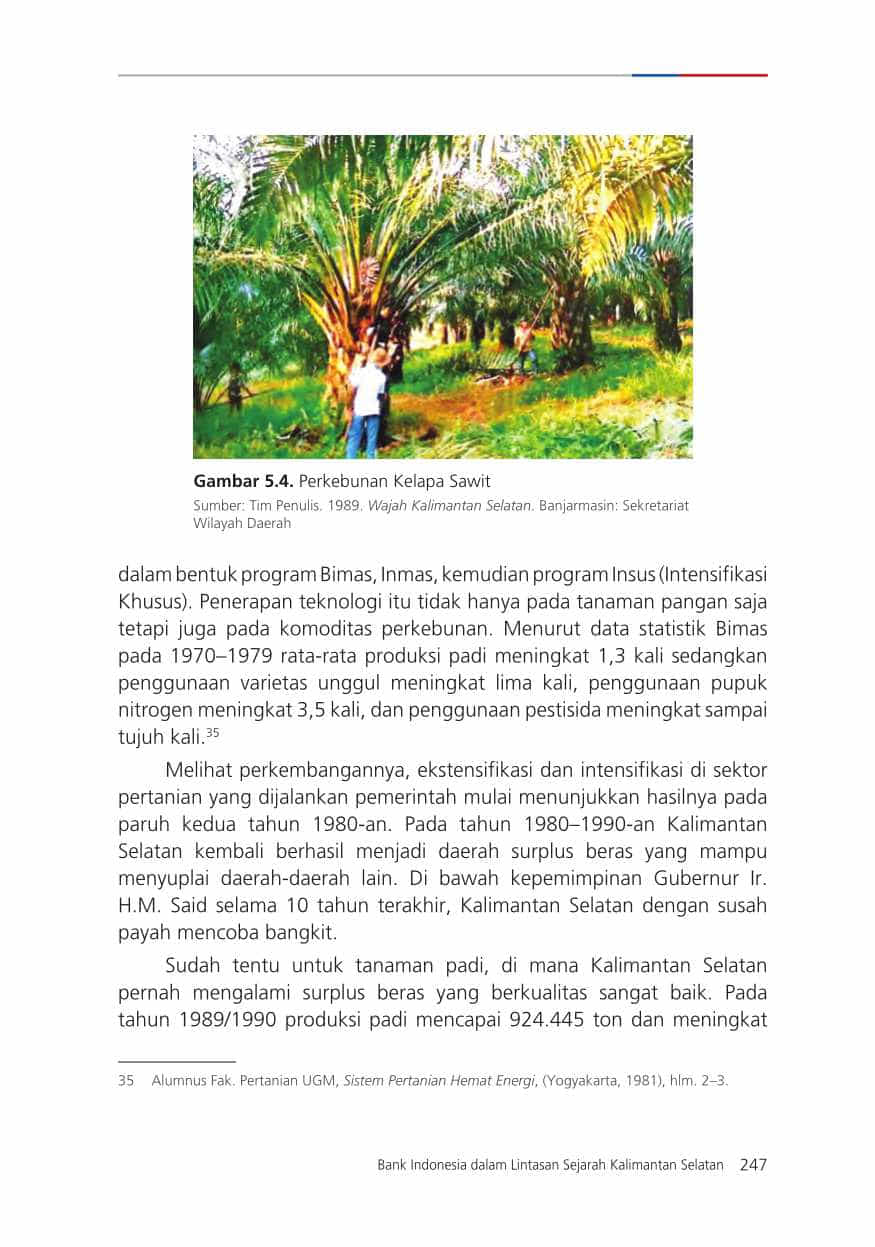 Gambar 5.4. Perkebunan Kelapa Sawit
Sumber: Tim Penulis. 1989. Wajah Kalimantan Selatan. Banjarmasin: Sekretariat
Wilayah Daerah
dalam bentuk program Bimas, Inmas, kemudian program Insus (Intensifikasi
Khusus). Penerapan teknologi itu tidak hanya pada tanaman pangan saja
tetapi juga pada komoditas perkebunan. Menurut data statistik Bimas
pada 1970–1979 rata-rata produksi padi meningkat 1,3 kali sedangkan
penggunaan varietas unggul meningkat lima kali, penggunaan pupuk
nitrogen meningkat 3,5 kali, dan penggunaan pestisida meningkat sampai
tujuh kali.35
Melihat perkembangannya, ekstensifikasi dan intensifikasi di sektor
pertanian yang dijalankan pemerintah mulai menunjukkan hasilnya pada
paruh kedua tahun 1980-an. Pada tahun 1980–1990-an Kalimantan
Selatan kembali berhasil menjadi daerah surplus beras yang mampu
menyuplai daerah-daerah lain. Di bawah kepemimpinan Gubernur Ir.
H.M. Said selama 10 tahun terakhir, Kalimantan Selatan dengan susah
payah mencoba bangkit.
Sudah tentu untuk tanaman padi, di mana Kalimantan Selatan
pernah mengalami surplus beras yang berkualitas sangat baik. Pada
tahun 1989/1990 produksi padi mencapai 924.445 ton dan meningkat
35 Alumnus Fak. Pertanian UGM, Sistem Pertanian Hemat Energi, (Yogyakarta, 1981), hlm. 2–3.
Bank Indonesia dalam Lintasan Sejarah Kalimantan Selatan 247